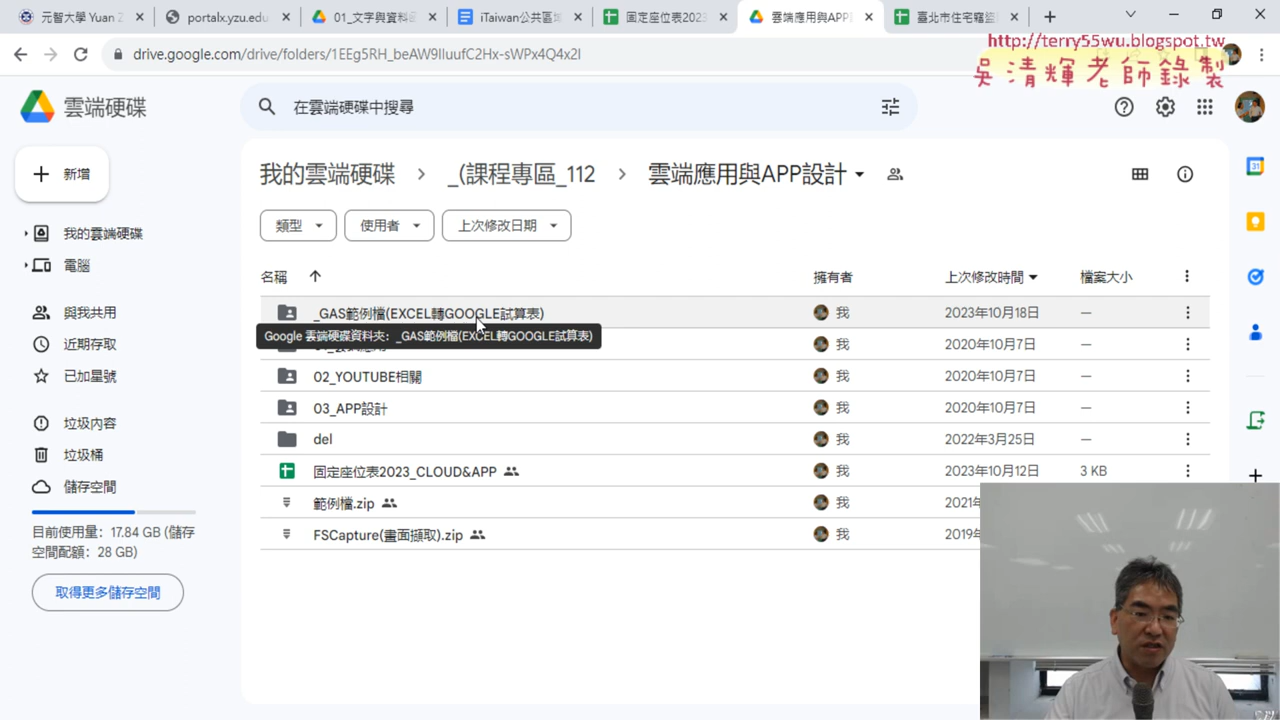 元智大學 Yuan Z
portalx.yzu.edu
01_文字與資料
iTaiwan公共區域
固定座位表2023
雲端應用與APP設
臺北市住宅竊盜
drive.google.com/drive/folders/1EEg5RH_beAW9IluufC2Hx-sWPx4Q4x2I
http://terry55wu.blogspot.tw
吳清輝老師錄製
雲端硬碟
在雲端硬碟中搜尋
新增
我的雲端硬碟
電腦
與我共用
近期存取
已加星號
垃圾內容
垃圾桶
儲存空間
目前使用量：17.84 GB (儲存
空間配額：28 GB)
取得更多儲存空間
我的雲端硬碟 › _(課程專區_112 › 雲端應用與APP設計
類型 使用者 上次修改日期
名稱 擁有者 上次修改時間 檔案大小
_GAS範例檔(EXCEL轉GOOGLE試算表) 我 2023年10月18日 —
Google 雲端硬碟資料夾：_GAS範例檔(EXCEL轉GOOGLE試算表)
我 2020年10月7日 —
02_YOUTUBE相關 我 2020年10月7日 —
03_APP設計 我 2020年10月7日 —
del 我 2022年3月25日 —
固定座位表2023_CLOUD&APP 我 2023年10月12日 3 KB
範例檔.zip 我 2021
FSCapture(畫面擷取).zip 我 2019
31